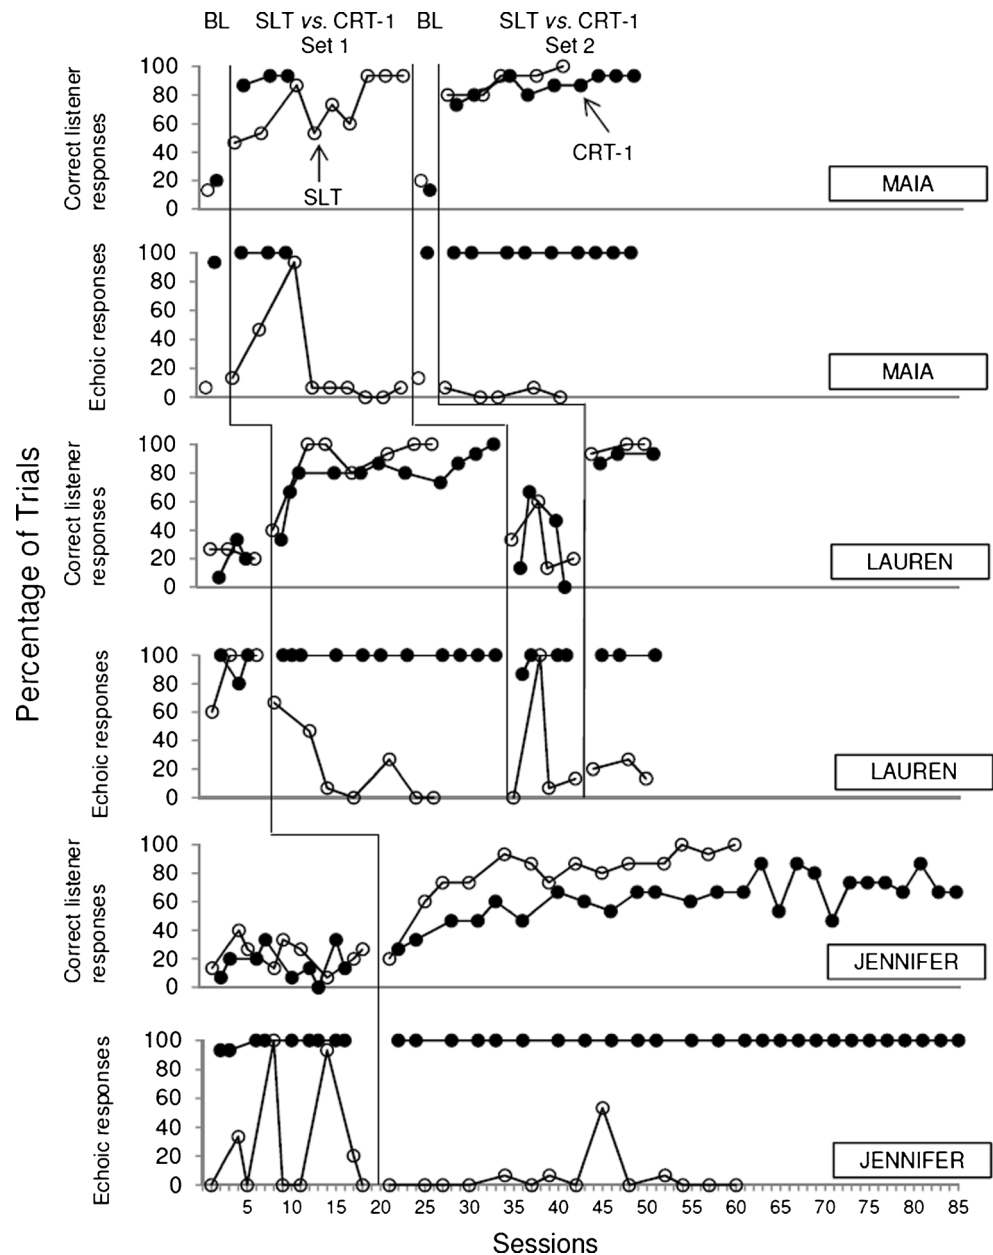 BL SLT vs. CRT-1 BL SLT vs. CRT-1
Set 1 Set 2
Percentage of Trials
Correct listener
responses
100
80
60
40
20
0
SLT
CRT-1
MAIA
Echoic responses
100
80
60
40
20
0
MAIA
Correct listener
responses
100
80
60
40
20
0
LAUREN
Echoic responses
100
80
60
40
20
0
LAUREN
Correct listener
responses
100
80
60
40
20
0
JENNIFER
Echoic responses
100
80
60
40
20
0
JENNIFER
5 10 15 20 25 30 35 40 45 50 55 60 65 70 75 80 85
Sessions